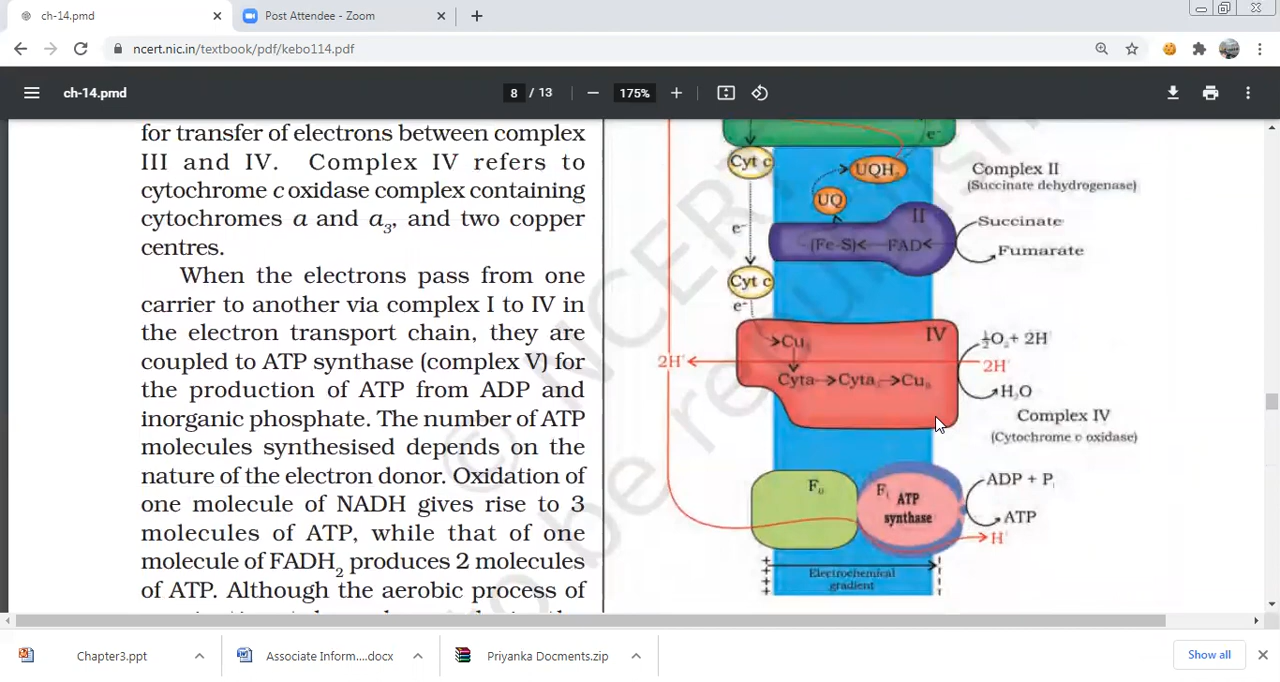 ch-14.pmd
Post Attendee - Zoom
ncert.nic.in/textbook/pdf/kebo114.pdf
ch-14.pmd
8 / 13
175%
for transfer of electrons between complex
III and IV. Complex IV refers to
cytochrome c oxidase complex containing
cytochromes a and a3, and two copper
centres.
When the electrons pass from one
carrier to another via complex I to IV in
the electron transport chain, they are
coupled to ATP synthase (complex V) for
the production of ATP from ADP and
inorganic phosphate. The number of ATP
molecules synthesised depends on the
nature of the electron donor. Oxidation of
one molecule of NADH gives rise to 3
molecules of ATP, while that of one
molecule of FADH2 produces 2 molecules
of ATP. Although the aerobic process of
e-
Cyt c
UQH2
Complex II
(Succinate dehydrogenase)
UQ
II
Succinate
e-
(Fe-S)
FAD
Fumarate
Cyt c
e-
IV
Cu
½O2 + 2H+
2H+
2H+
Cyta
Cyta
Cu
H2O
Complex IV
(Cytochrome c oxidase)
F0
F1
ATP
synthase
ADP + Pi
ATP
H+
+
+
+
+
Electrochemical
gradient
© NCERT
be republished
Chapter3.ppt
Associate Inform....docx
Priyanka Docments.zip
Show all